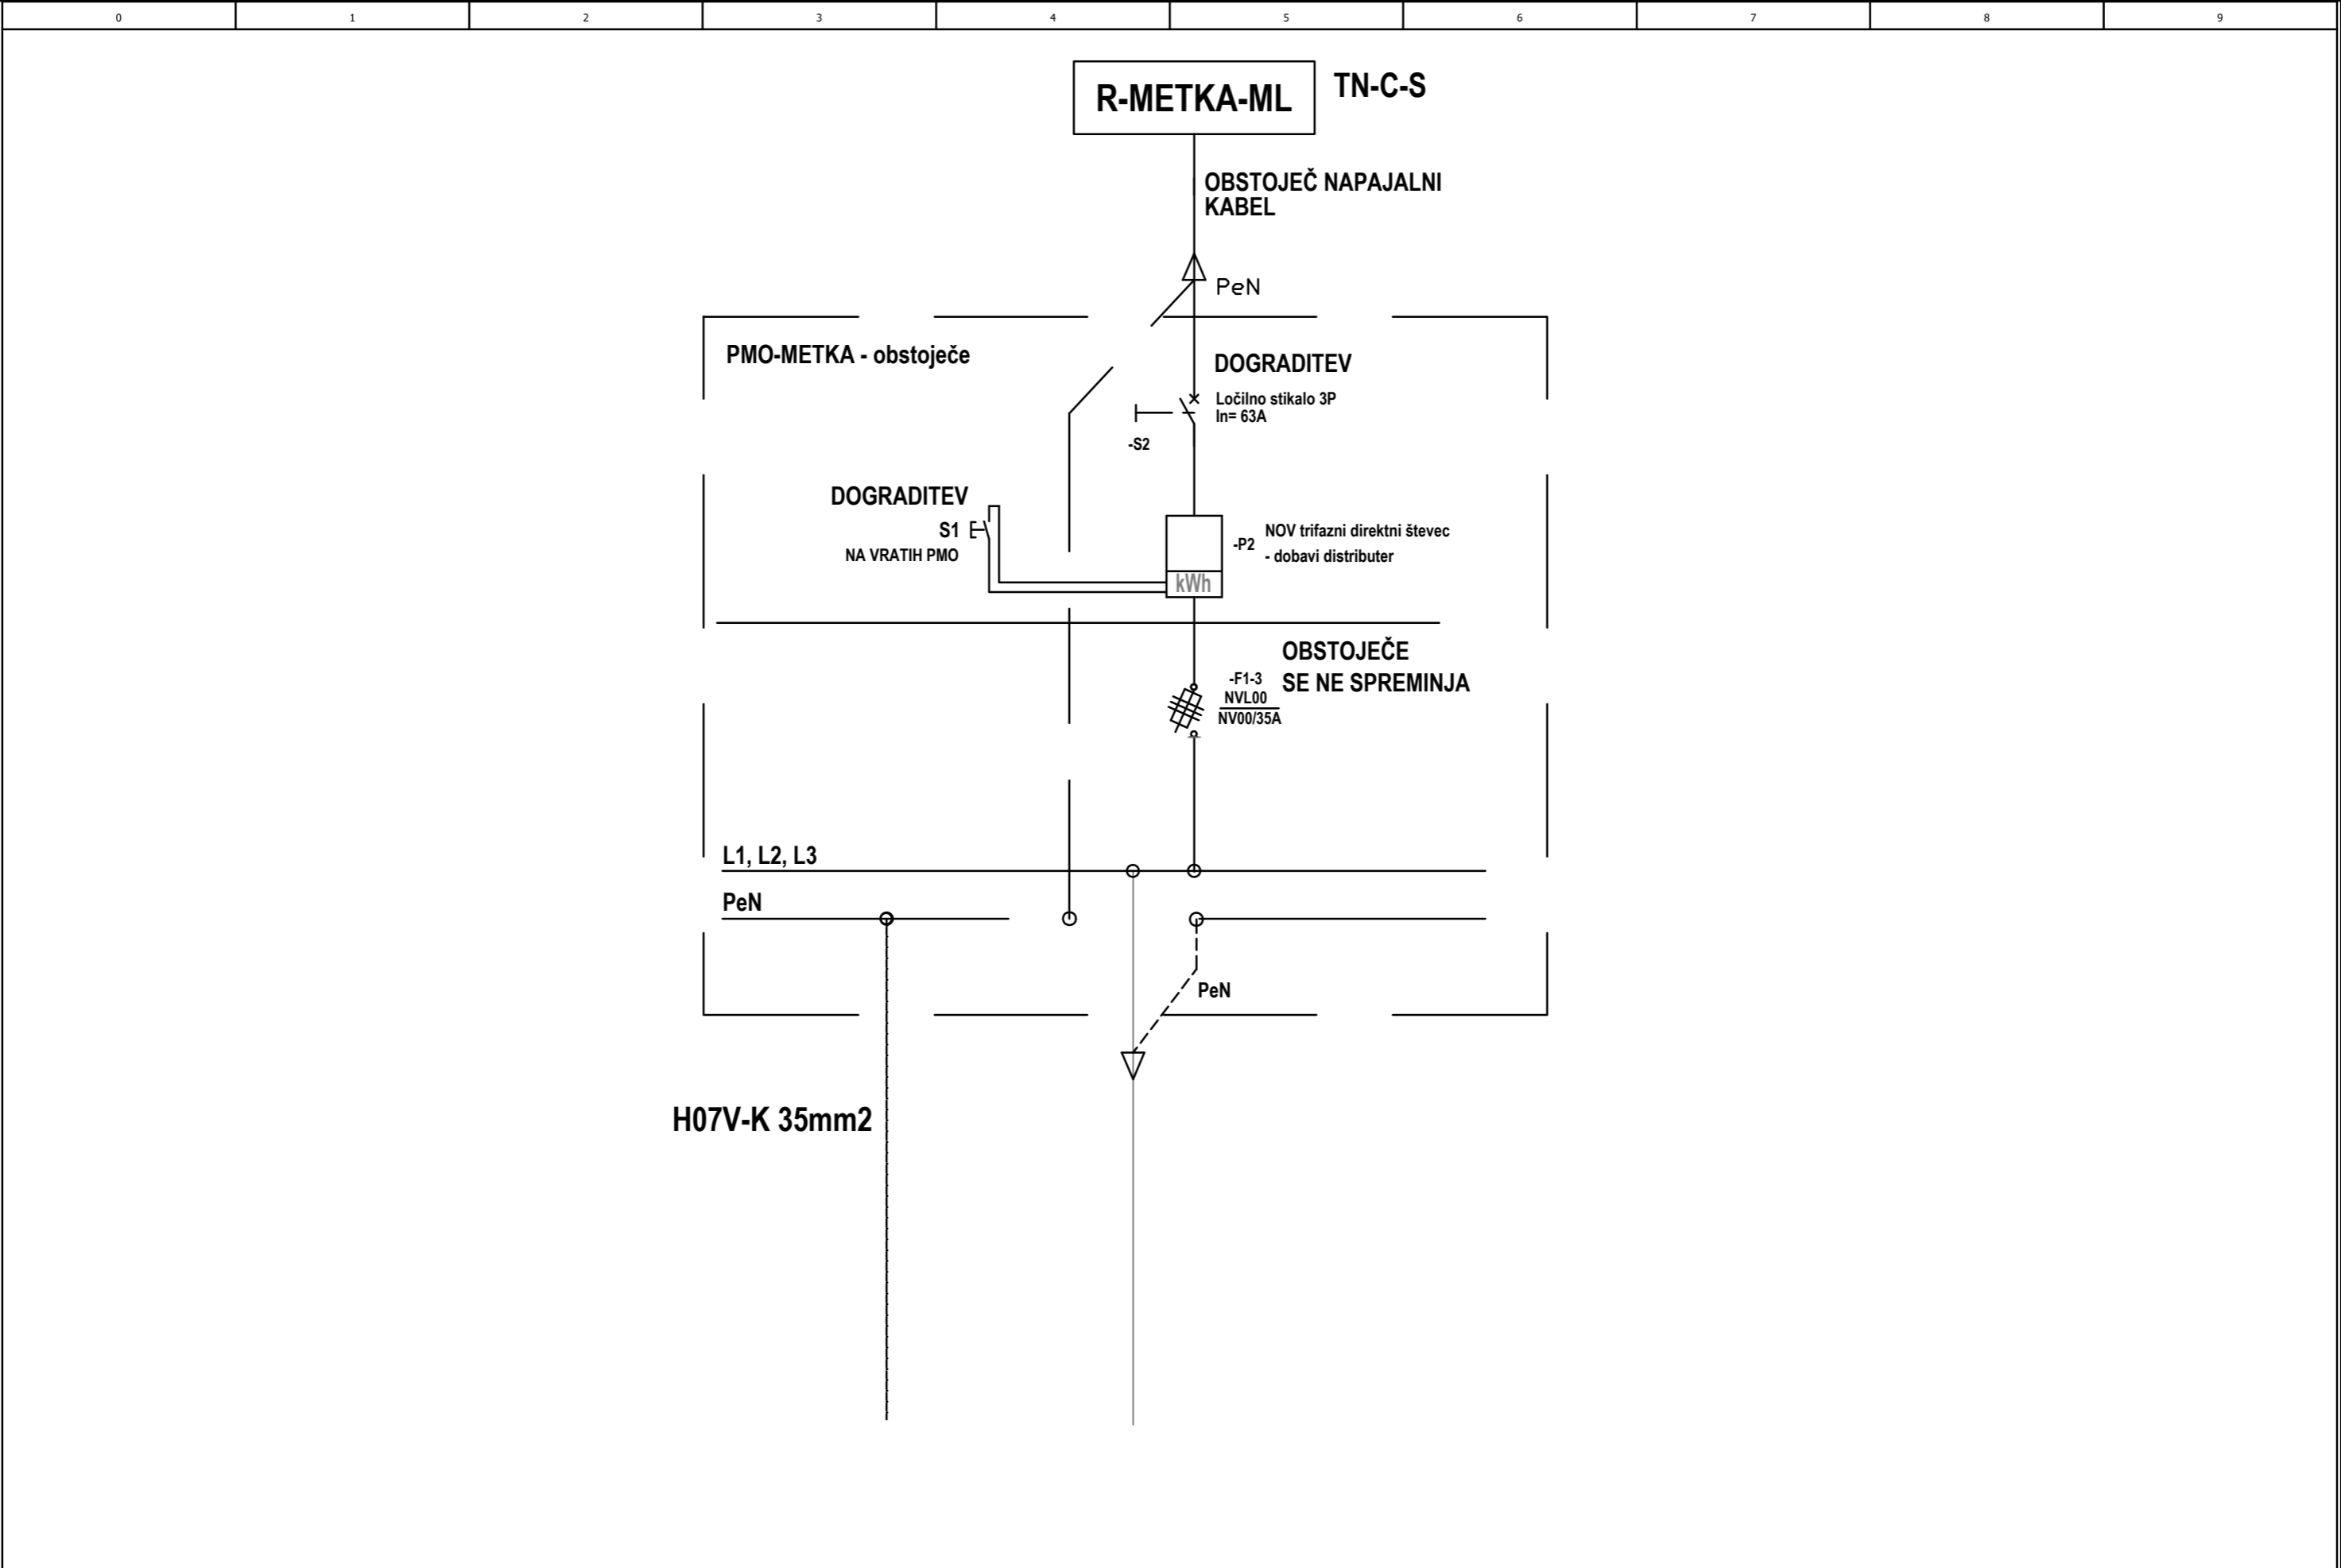 0 1 2 3 4 5 6 7 8 9
R-METKA-ML
TN-C-S
OBSTOJEČ NAPAJALNI
KABEL
PeN
PMO-METKA - obstoječe
DOGRADITEV
Ločilno stikalo 3P
In= 63A
-S2
DOGRADITEV
S1
NA VRATIH PMO
-P2
NOV trifazni direktni števec
- dobavi distributer
kWh
OBSTOJEČE
SE NE SPREMINJA
-F1-3
NVL00
NV00/35A
L1, L2, L3
PeN
PeN
H07V-K 35mm2